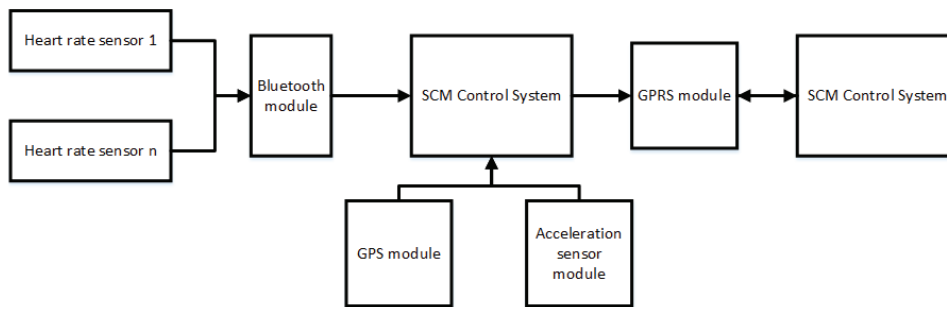 Heart rate sensor 1
Heart rate sensor n
Bluetooth
module
SCM Control System
GPRS module
SCM Control System
GPS module
Acceleration
sensor
module